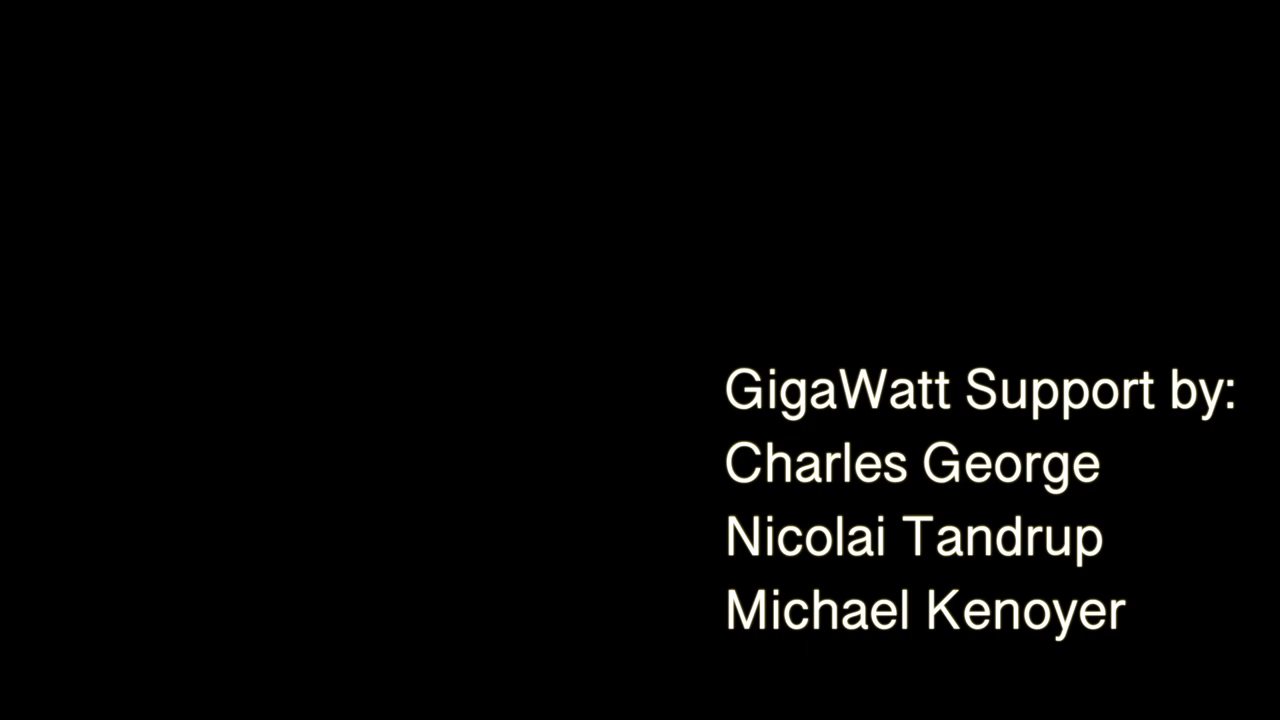 GigaWatt Support by:
Charles George
Nicolai Tandrup
Michael Kenoyer